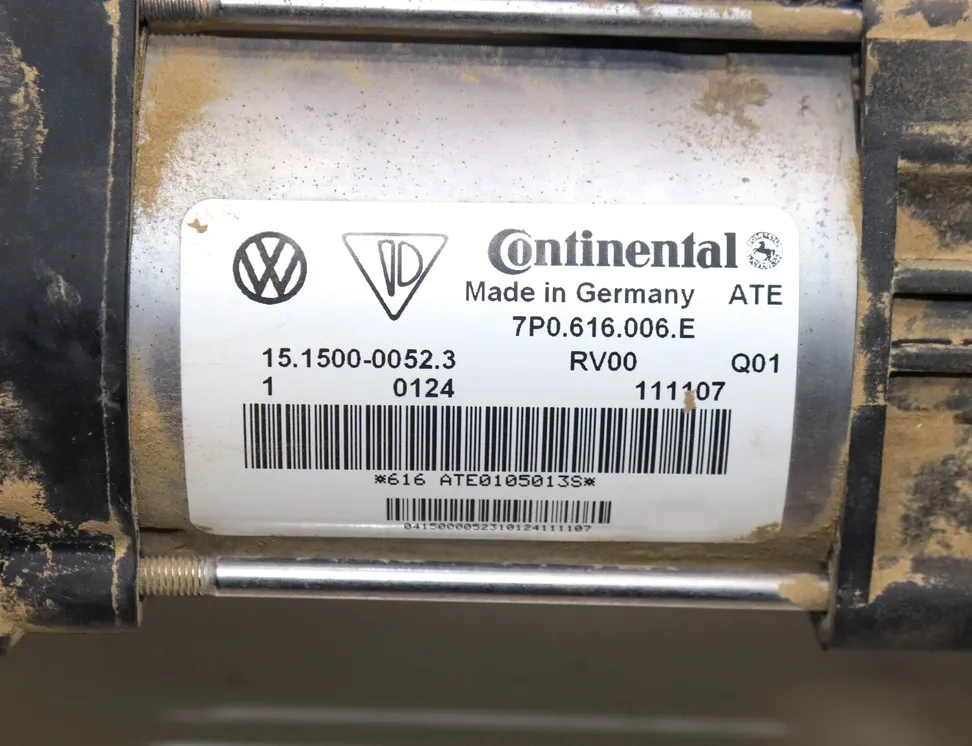 Continental
Made in Germany ATE
7P0.616.006.E
15.1500-0052.3 RV00 Q01
1 0124 111107
*616 ATE0105013S*
0415000052310124111107